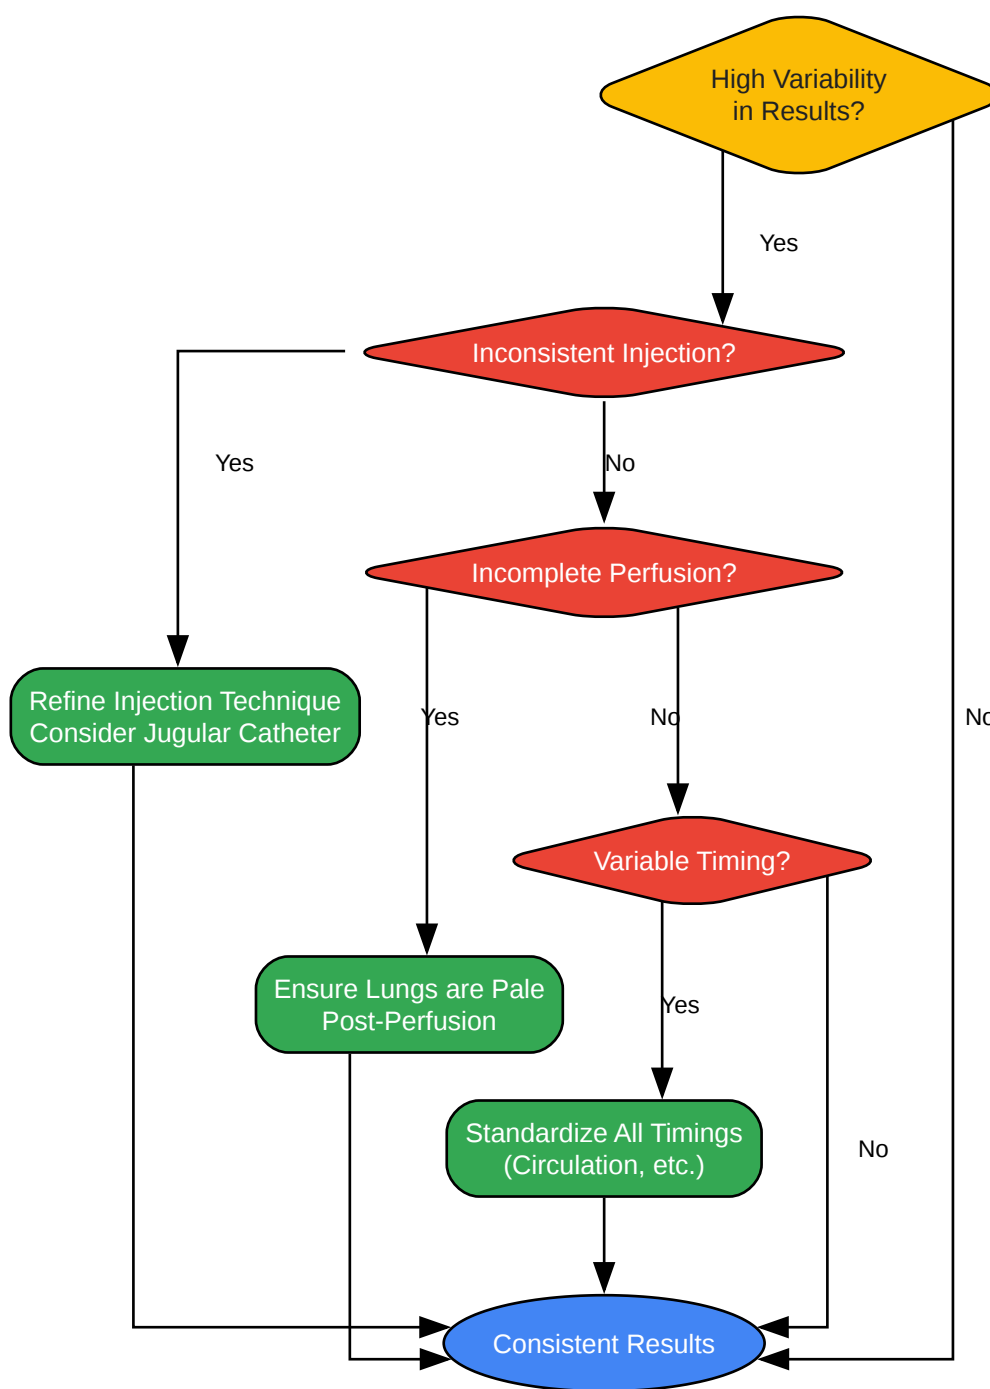 High Variability
in Results?
Yes
Inconsistent Injection?
Yes
No
Incomplete Perfusion?
Refine Injection Technique
Consider Jugular Catheter
Yes
No
No
Variable Timing?
Ensure Lungs are Pale
Post-Perfusion
Yes
Standardize All Timings
(Circulation, etc.)
No
Consistent Results